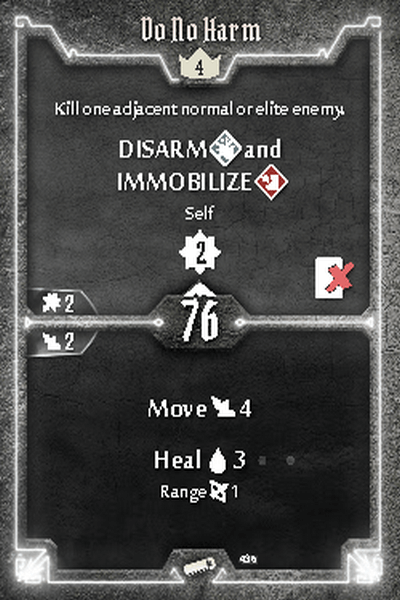 Do No Harm
4
Kill one adjacent normal or elite enemy.
DISARM and
IMMOBILIZE
Self
2
2
76
2
Move 4
Heal 3
Range 1